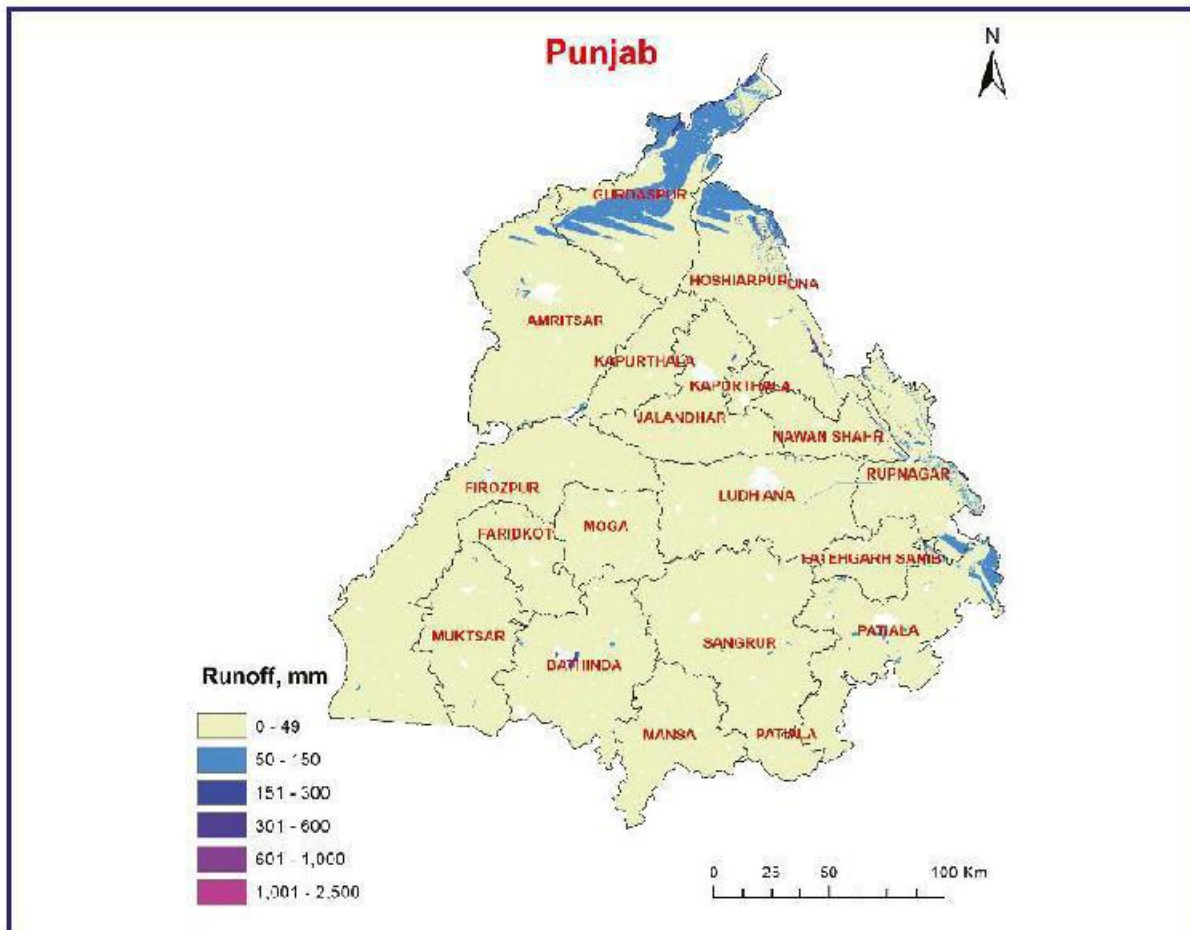 Punjab
N
GURDASPUR
HOSHIARPUR
UNA
AMRITSAR
KAPURTHALA
KAPURTHALA
JALANDHAR
NAWAN SHAHR
RUPNAGAR
FIROZPUR
LUDHIANA
MOGA
FARIDKOT
FATEHGARH SAHIB
MUKTSAR
SANGRUR
PATIALA
BATHINDA
MANSA
PATIALA
Runoff, mm
0 - 49
50 - 150
151 - 300
301 - 600
601 - 1,000
1,001 - 2,500
0 25 50 100 Km